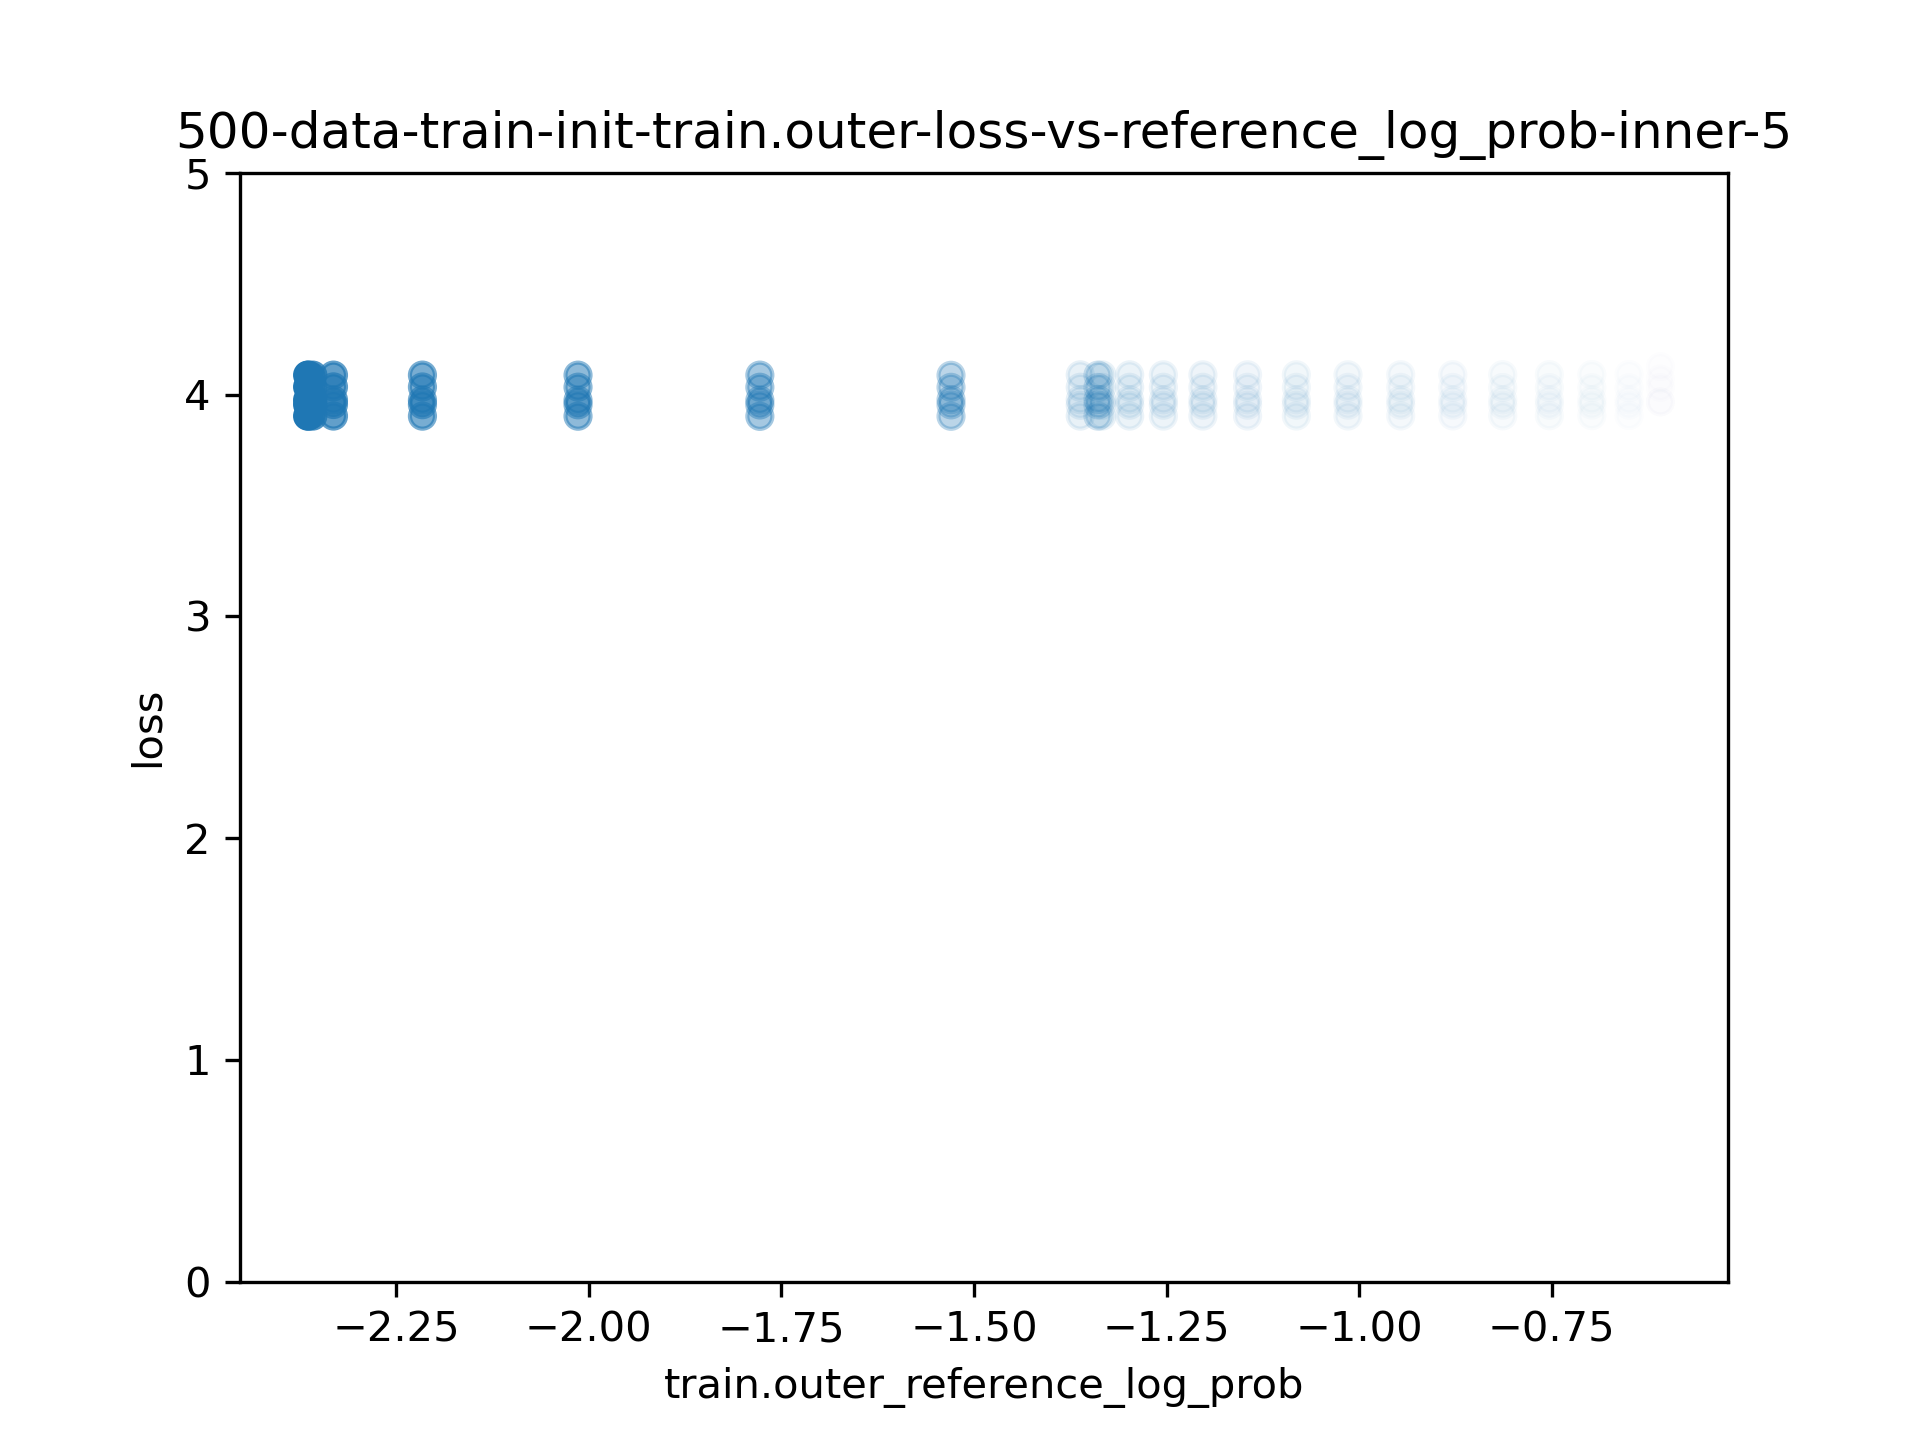 500-data-train-init-train.outer-loss-vs-reference_log_prob-inner-5
5
4
3
2
1
0
loss
−2.25 −2.00 −1.75 −1.50 −1.25 −1.00 −0.75
train.outer_reference_log_prob